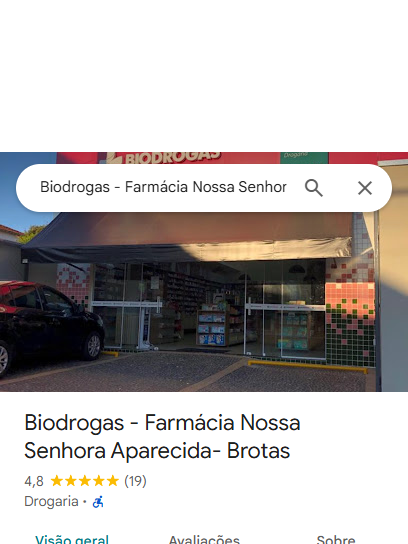 BIODROGAS
Drogaria
Biodrogas - Farmácia Nossa Senhor
Biodrogas - Farmácia Nossa
Senhora Aparecida- Brotas
4,8 (19)
Drogaria ·
Visão geral Avaliações Sobre